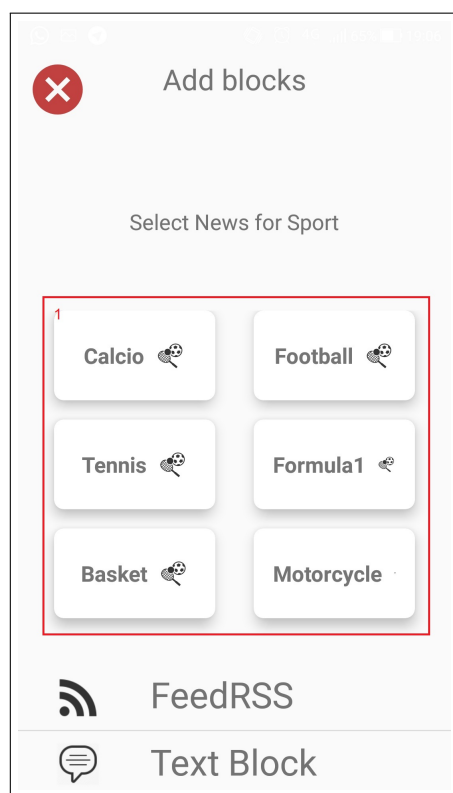 Add blocks
Select News for Sport
1
Calcio Football
Tennis Formula1
Basket Motorcycle
FeedRSS
Text Block